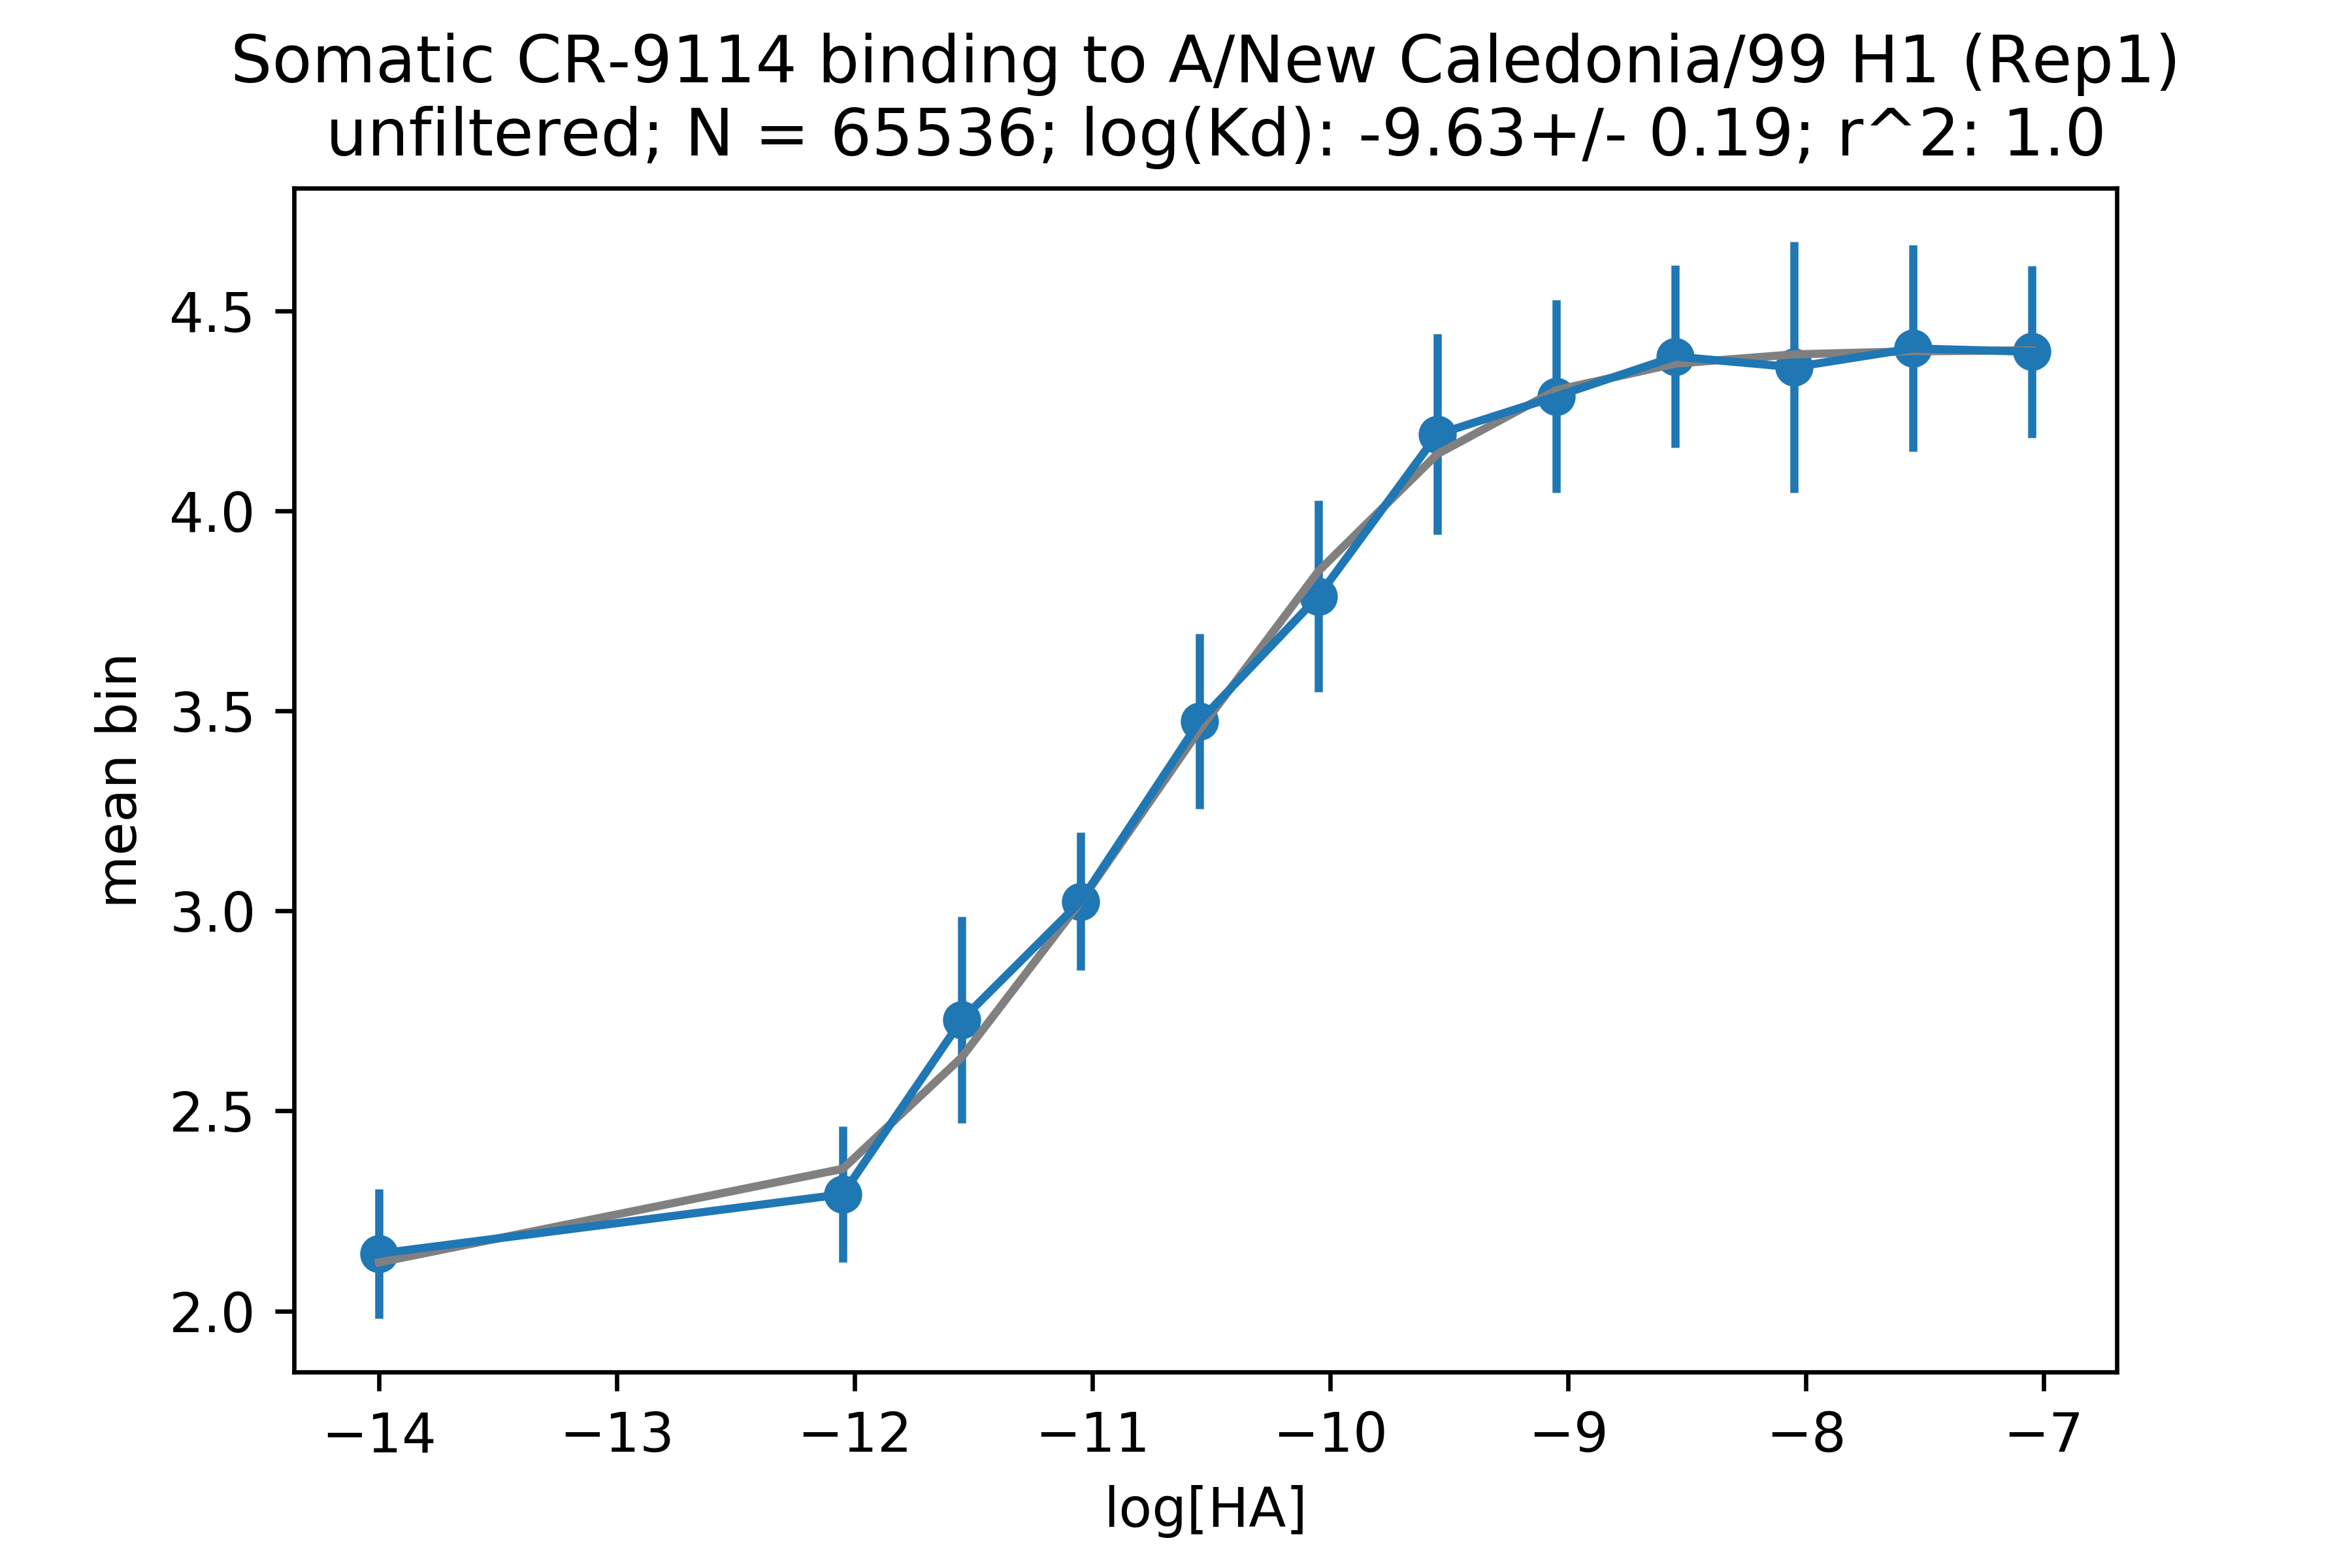 Somatic CR-9114 binding to A/New Caledonia/99 H1 (Rep1)
unfiltered; N = 65536; log(Kd): -9.63+/- 0.19; r^2: 1.0
4.5
4.0
3.5
3.0
2.5
2.0
mean bin
−14 −13 −12 −11 −10 −9 −8 −7
log[HA]